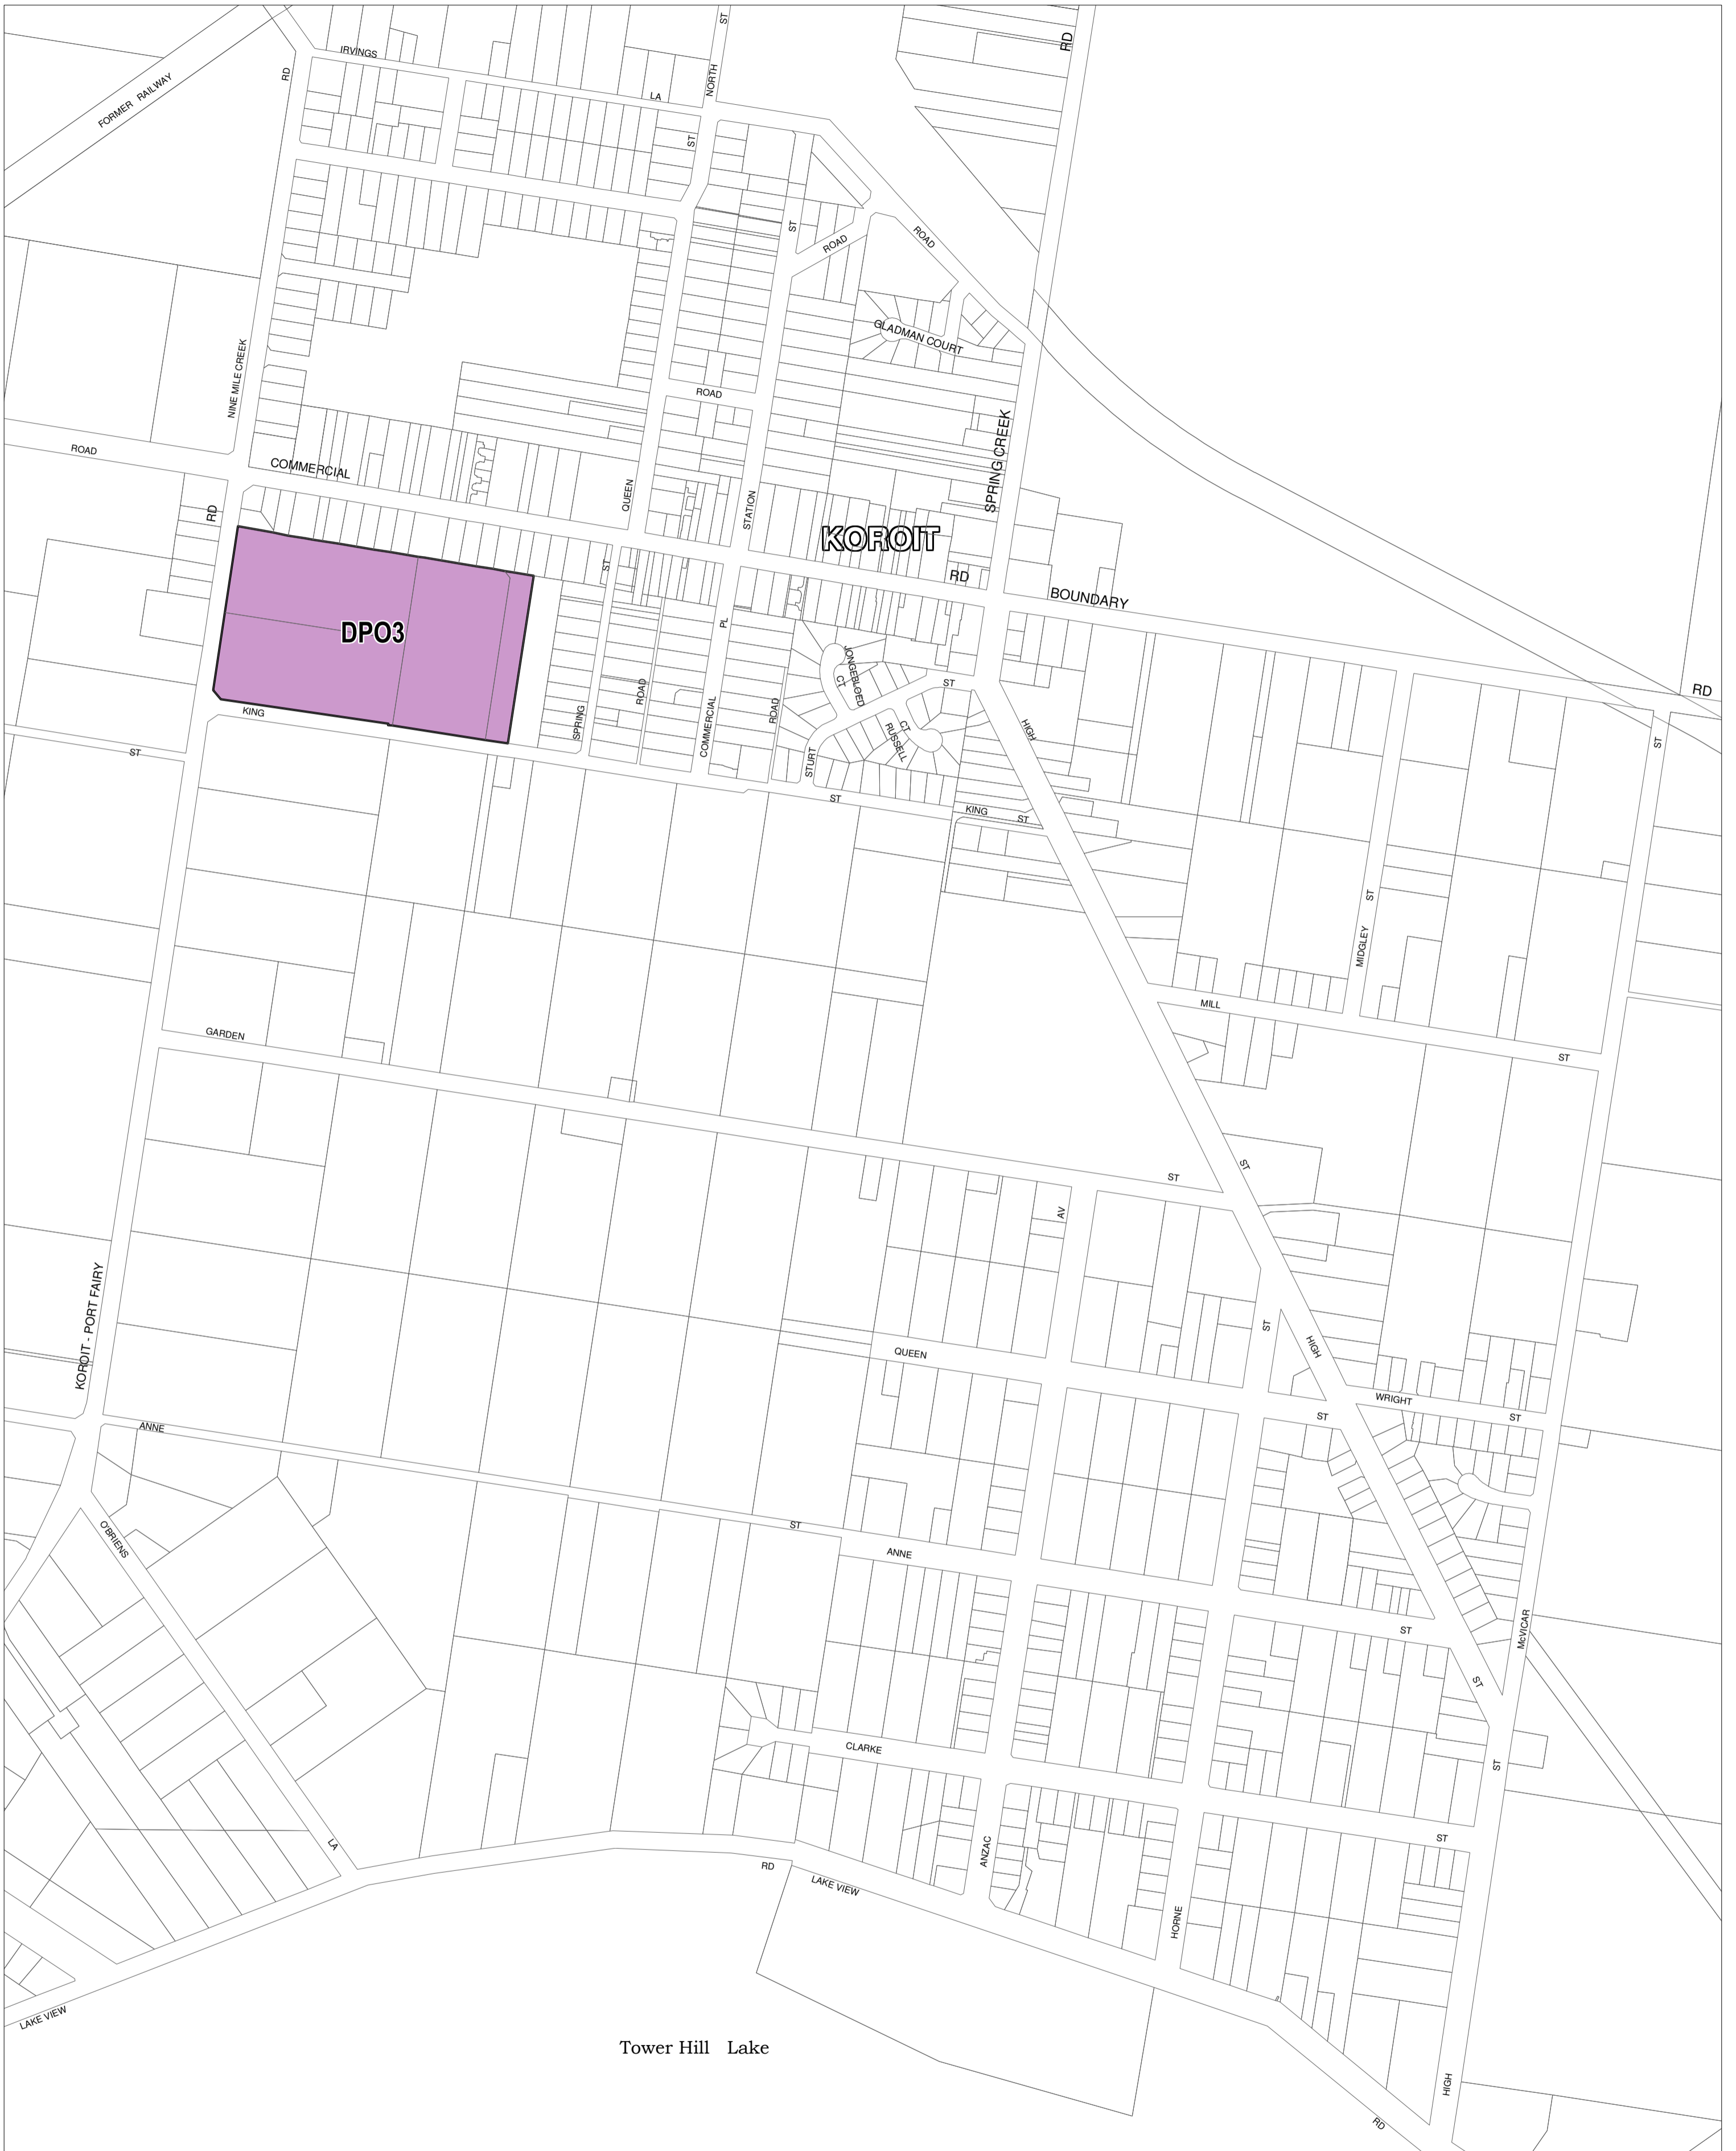 ST
RD
IRVINGS
RD
NORTH
FORMER RAILWAY
LA
ST
ST
ROAD
ROAD
GLADMAN COURT
NINE MILE CREEK
ROAD
SPRING CREEK
ROAD
COMMERCIAL
QUEEN
STATION
RD
KOROIT
ST
RD
BOUNDARY
PL
DPO3
JONGEBLOED
CT
ROAD
ST
RD
KING
SPRING
COMMERCIAL
ROAD
CT
RUSSELL
HIGH
ST
ST
STURT
ST
KING
ST
ST
MIDGLEY
MILL
GARDEN
ST
ST
ST
AV
KOROIT - PORT FAIRY
ST
HIGH
QUEEN
WRIGHT
ST
ST
ANNE
O'BRIENS
ST
ANNE
McVICAR
ST
ST
CLARKE
ST
LA
ANZAC
ST
RD
LAKE VIEW
HORNE
LAKE VIEW
Tower Hill Lake
HIGH
RD